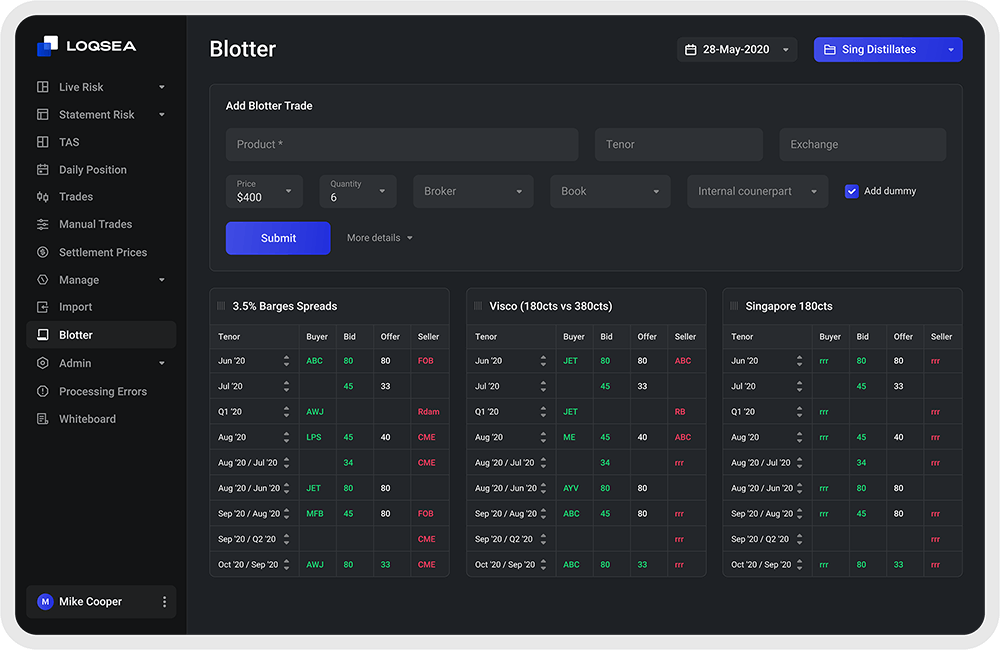 LOQSEA
Live Risk
Statement Risk
TAS
Daily Position
Trades
Manual Trades
Settlement Prices
Manage
Import
Blotter
Admin
Processing Errors
Whiteboard
M Mike Cooper
Blotter
28-May-2020
Sing Distillates
Add Blotter Trade
Product * Tenor Exchange
Price Quantity
$400 6 Broker Book Internal counerpart Add dummy
Submit More details
3.5% Barges Spreads
Tenor Buyer Bid Offer Seller
Jun '20 ABC 80 80 FOB
Jul '20 45 33
Q1 '20 AWJ Rdam
Aug '20 LPS 45 40 CME
Aug '20 / Jul '20 34 CME
Aug '20 / Jun '20 JET 80 80
Sep '20 / Aug '20 MFB 45 80 FOB
Sep '20 / Q2 '20 CME
Oct '20 / Sep '20 AWJ 80 33 CME
Visco (180cts vs 380cts)
Tenor Buyer Bid Offer Seller
Jun '20 JET 80 80 ABC
Jul '20 45 33
Q1 '20 JET RB
Aug '20 ME 45 40 ABC
Aug '20 / Jul '20 34 rrr
Aug '20 / Jun '20 AYV 80 80
Sep '20 / Aug '20 ABC 45 80 rrr
Sep '20 / Q2 '20 rrr
Oct '20 / Sep '20 ABC 80 33 rrr
Singapore 180cts
Tenor Buyer Bid Offer Seller
Jun '20 rrr 80 80 rrr
Jul '20 45 33
Q1 '20 rrr rrr
Aug '20 rrr 45 40 rrr
Aug '20 / Jul '20 34 rrr
Aug '20 / Jun '20 rrr 80 80
Sep '20 / Aug '20 rrr 45 80 rrr
Sep '20 / Q2 '20 rrr
Oct '20 / Sep '20 rrr 80 33 rrr